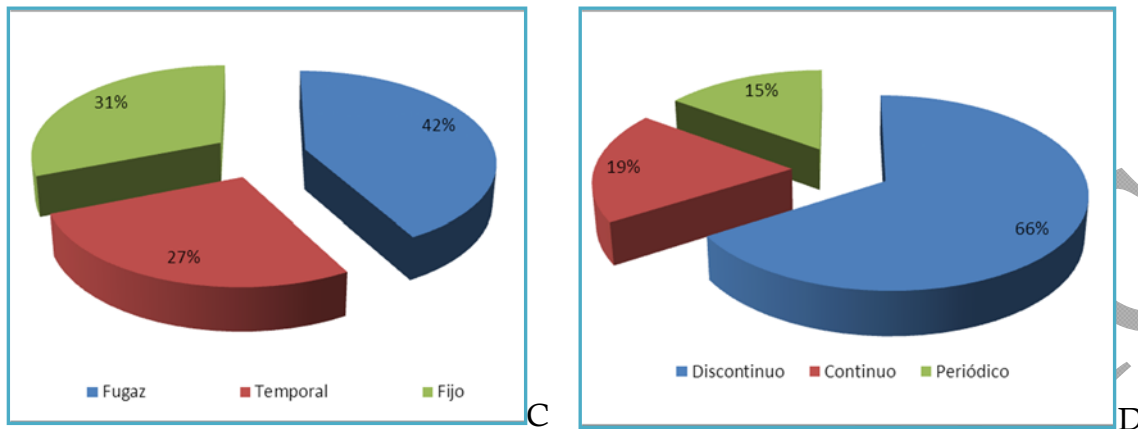 31%
42%
27%
Fugaz Temporal Fijo
C
15%
19%
66%
Discontinuo Continuo Periódico
D